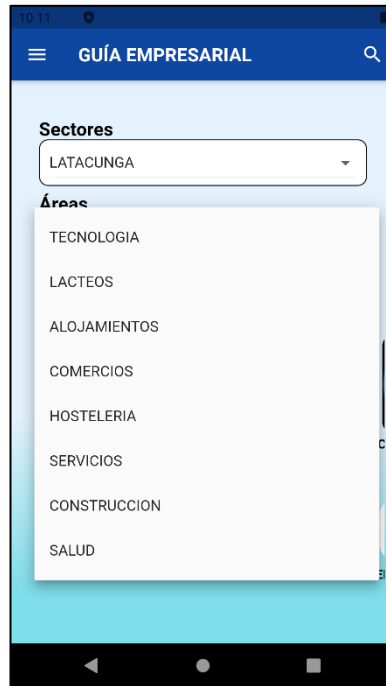 10:11
GUÍA EMPRESARIAL
Sectores
LATACUNGA
Áreas
TECNOLOGIA
LACTEOS
ALOJAMIENTOS
COMERCIOS
HOSTELERIA
SERVICIOS
CONSTRUCCION
SALUD